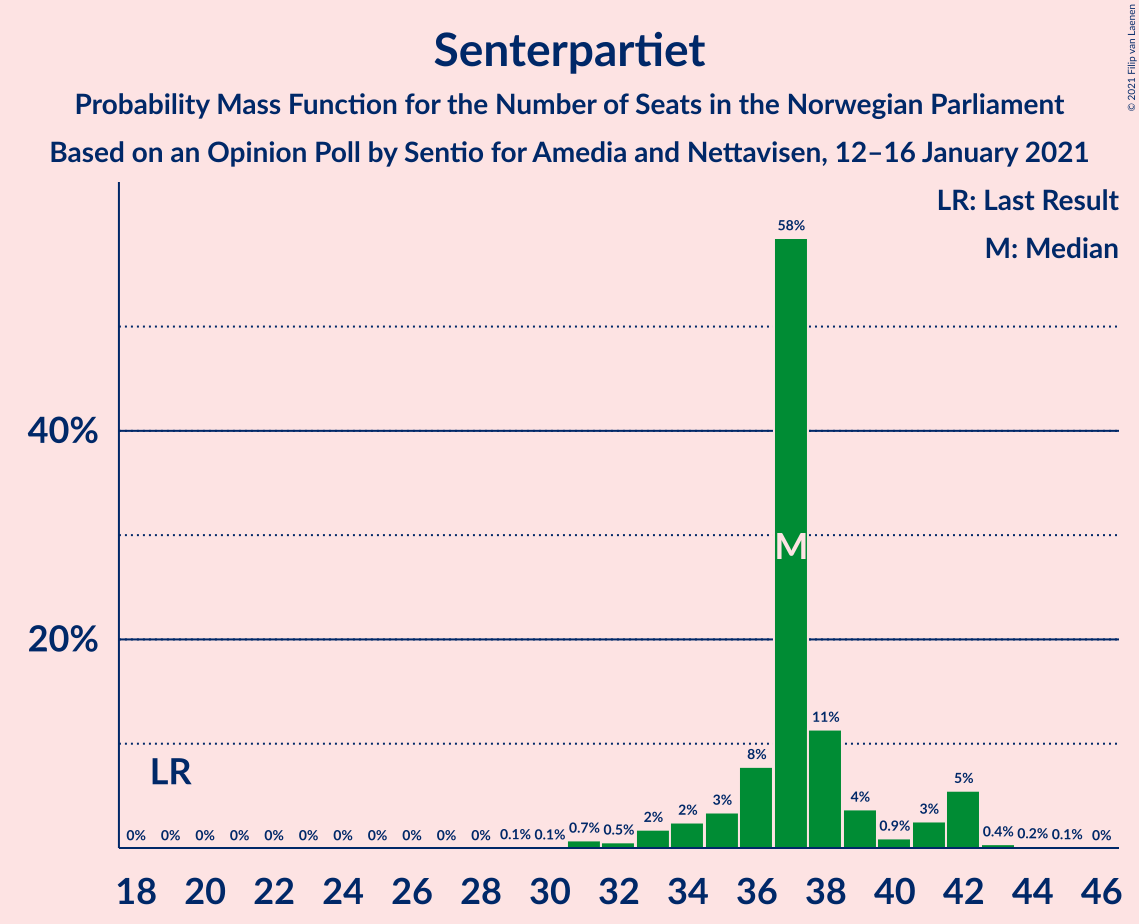 Senterpartiet
Probability Mass Function for the Number of Seats in the Norwegian Parliament
Based on an Opinion Poll by Sentio for Amedia and Nettavisen, 12–16 January 2021
© 2021 Filip van Laenen
LR: Last Result
M: Median
58%
40%
M
20%
11%
8%
LR
5%
0% 0% 0% 0% 0% 0% 0% 0% 0% 0% 0% 0.1% 0.1% 0.7% 0.5% 2% 2% 3% 4% 0.9% 3% 0.4% 0.2% 0.1% 0%
18 20 22 24 26 28 30 32 34 36 38 40 42 44 46